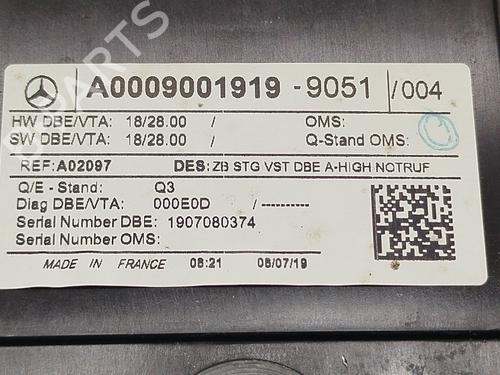 A0009001919 - 9051 /004
HW DBE/VTA: 18/28.00 / OMS:
SW DBE/VTA: 18/28.00 / Q-Stand OMS:
REF: A02097 DES: ZB STG VST DBE A-HIGH NOTRUF
Q/E - Stand: Q3
Diag DBE/VTA: 000E0D /----------
Serial Number DBE: 1907080374
Serial Number OMS:
MADE IN FRANCE 08:21 08/07/19